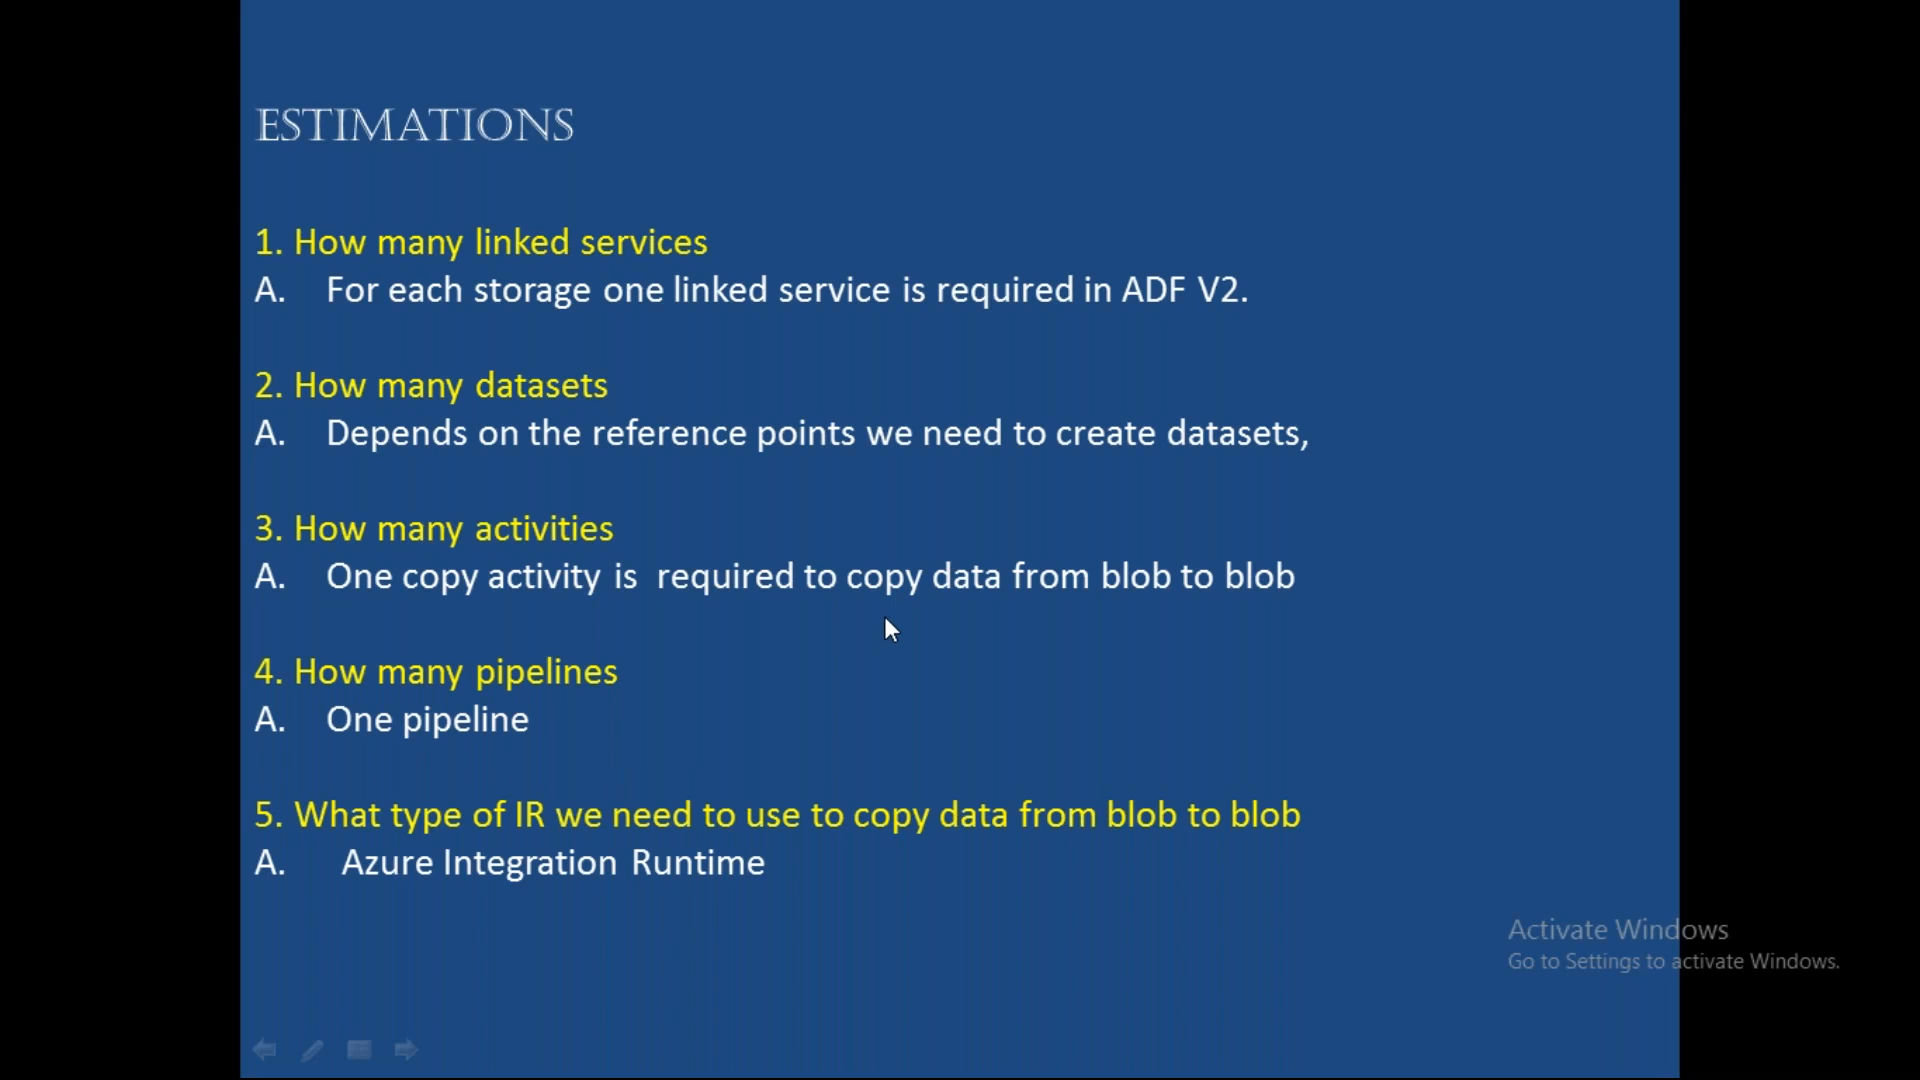 ESTIMATIONS
1. How many linked services
A. For each storage one linked service is required in ADF V2.
2. How many datasets
A. Depends on the reference points we need to create datasets,
3. How many activities
A. One copy activity is required to copy data from blob to blob
4. How many pipelines
A. One pipeline
5. What type of IR we need to use to copy data from blob to blob
A. Azure Integration Runtime
Activate Windows
Go to Settings to activate Windows.